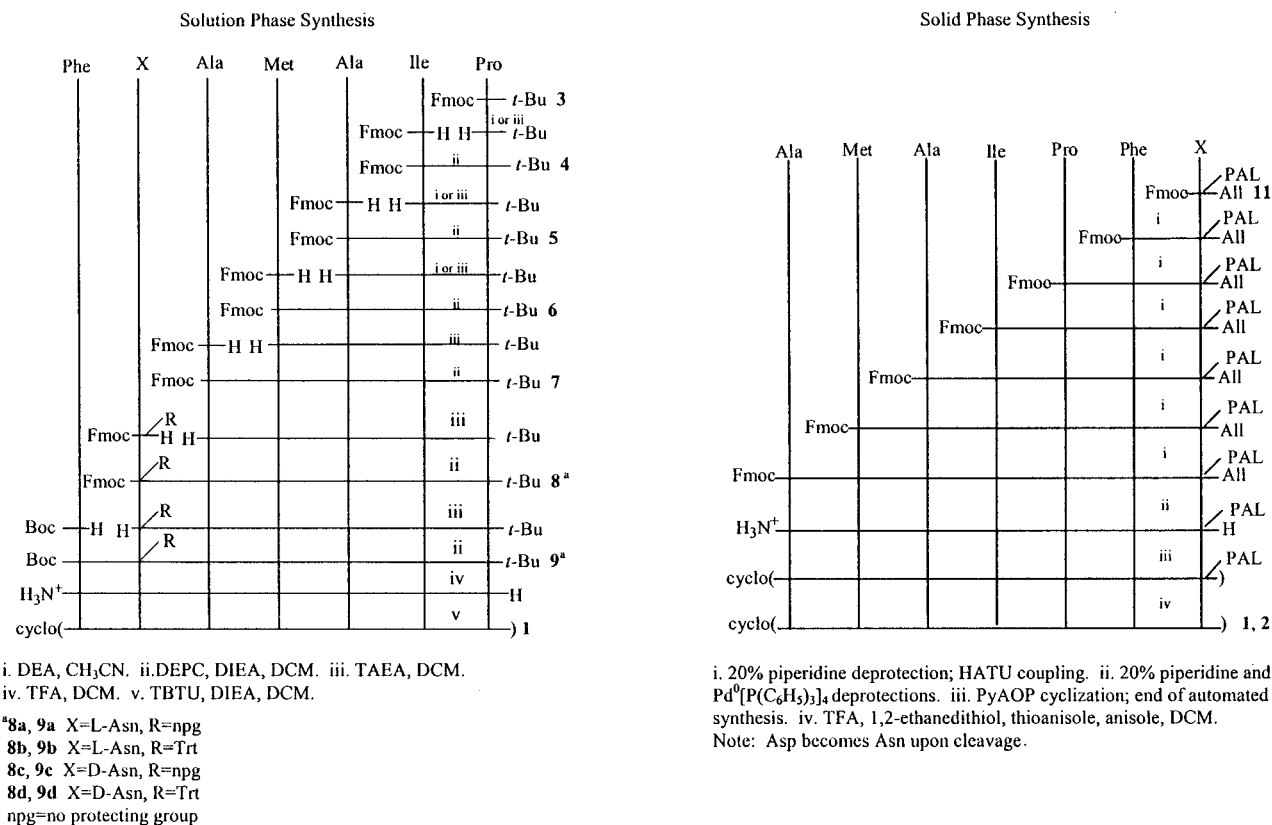 Solution Phase Synthesis
Phe X Ala Met Ala Ile Pro
Fmoc t-Bu 3
i or iii
Fmoc H H t-Bu
Fmoc ii t-Bu 4
Fmoc H H i or iii t-Bu
Fmoc ii t-Bu 5
Fmoc H H i or iii t-Bu
Fmoc ii t-Bu 6
Fmoc H H iii t-Bu
Fmoc ii t-Bu 7
R iii
Fmoc H H t-Bu
R ii
Fmoc t-Bu 8 a
R iii
Boc H H t-Bu
R ii
Boc t-Bu 9 a
iv
H3N+ H
v
cyclo( ) 1
i. DEA, CH3CN. ii.DEPC, DIEA, DCM. iii. TAEA, DCM.
iv. TFA, DCM. v. TBTU, DIEA, DCM.
a8a, 9a X=L-Asn, R=npg
8b, 9b X=L-Asn, R=Trt
8c, 9c X=D-Asn, R=npg
8d, 9d X=D-Asn, R=Trt
npg=no protecting group
Solid Phase Synthesis
Ala Met Ala Ile Pro Phe X
PAL
Fmoc All 11
i PAL
Fmoc All
i PAL
Fmoc All
i PAL
Fmoc All
i PAL
Fmoc All
i PAL
Fmoc All
i PAL
Fmoc All
ii PAL
H3N+ H
iii PAL
cyclo( )
iv
cyclo( ) 1, 2
i. 20% piperidine deprotection; HATU coupling. ii. 20% piperidine and
Pd0[P(C6H5)3]4 deprotections. iii. PyAOP cyclization; end of automated
synthesis. iv. TFA, 1,2-ethanedithiol, thioanisole, anisole, DCM.
Note: Asp becomes Asn upon cleavage.